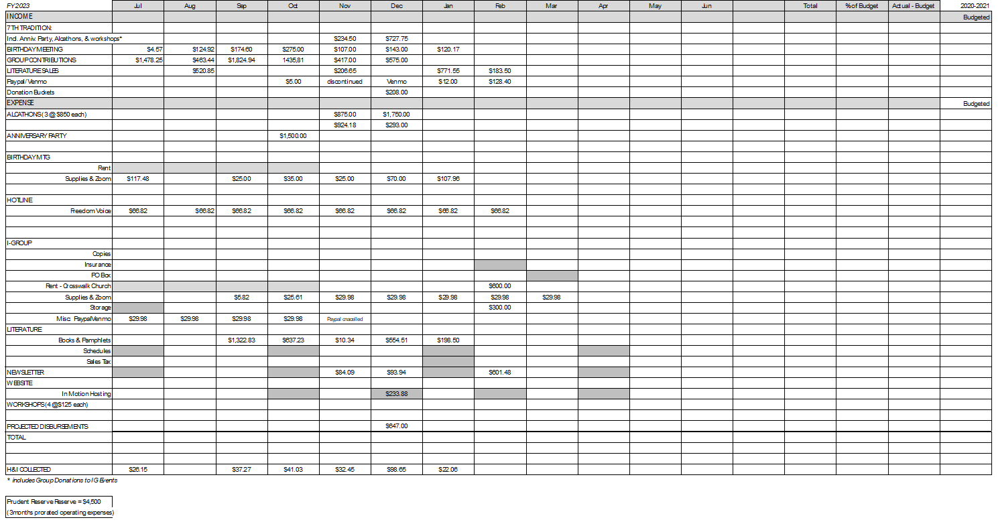 FY2023 Jul Aug Sep Oct Nov Dec Jan Feb Mar Apr May Jun Total % of Budget Actual - Budget 2020-2021
INCOME Budgeted
7TH TRADITION:
Incl. Anniv. Party, Alcathons, & workshops* $234.50 $727.75
BIRTHDAY MEETING $4.57 $124.92 $174.60 $275.00 $107.00 $143.00 $120.17
GROUP CONTRIBUTIONS $1,478.25 $463.44 $1,824.94 1435,81 $417.00 $575.00
LITERATURE SALES $520.85 $206.65 $771.55 $183.50
Paypal/Venmo $5.00 discontinued Venmo $12.00 $128.40
Donation Buckets $208.00
EXPENSE Budgeted
ALCATHONS (3 @ $850 each) $875.00 $1,750.00
$924.18 $293.00
ANNIVERSARY PARTY $1,500.00
BIRTHDAY MTG
Rent
Supplies & Zoom $117.48 $25.00 $35.00 $25.00 $70.00 $107.96
HOTLINE
Freedom Voice $66.82 $66.82 $66.82 $66.82 $66.82 $66.82 $66.82 $66.82
I-GROUP
Copies
Insurance
PO Box
Rent - Crosswalk Church $600.00
Supplies & Zoom $5.82 $25.61 $29.98 $29.98 $29.98 $29.98 $29.98
Storage $300.00
Misc: Paypal/Venmo $29.98 $29.98 $29.98 $29.98 Paypal cnacelled
LITERATURE
Books & Pamphlets $1,322.83 $637.23 $10.34 $554.51 $198.50
Schedules
Sales Tax
NEWSLETTER $84.09 $93.94 $601.48
WEBSITE
In Motion Hosting $233.88
WORKSHOPS (4 @ $125 each)
PROJECTED DISBURSEMENTS $647.00
TOTAL
H&I COLLECTED $26.15 $37.27 $41.03 $32.45 $98.65 $22.06
* includes Group Donations to IG Events
Prudent Reserve Reserve = $4,500
(3months prorated operating expenses)